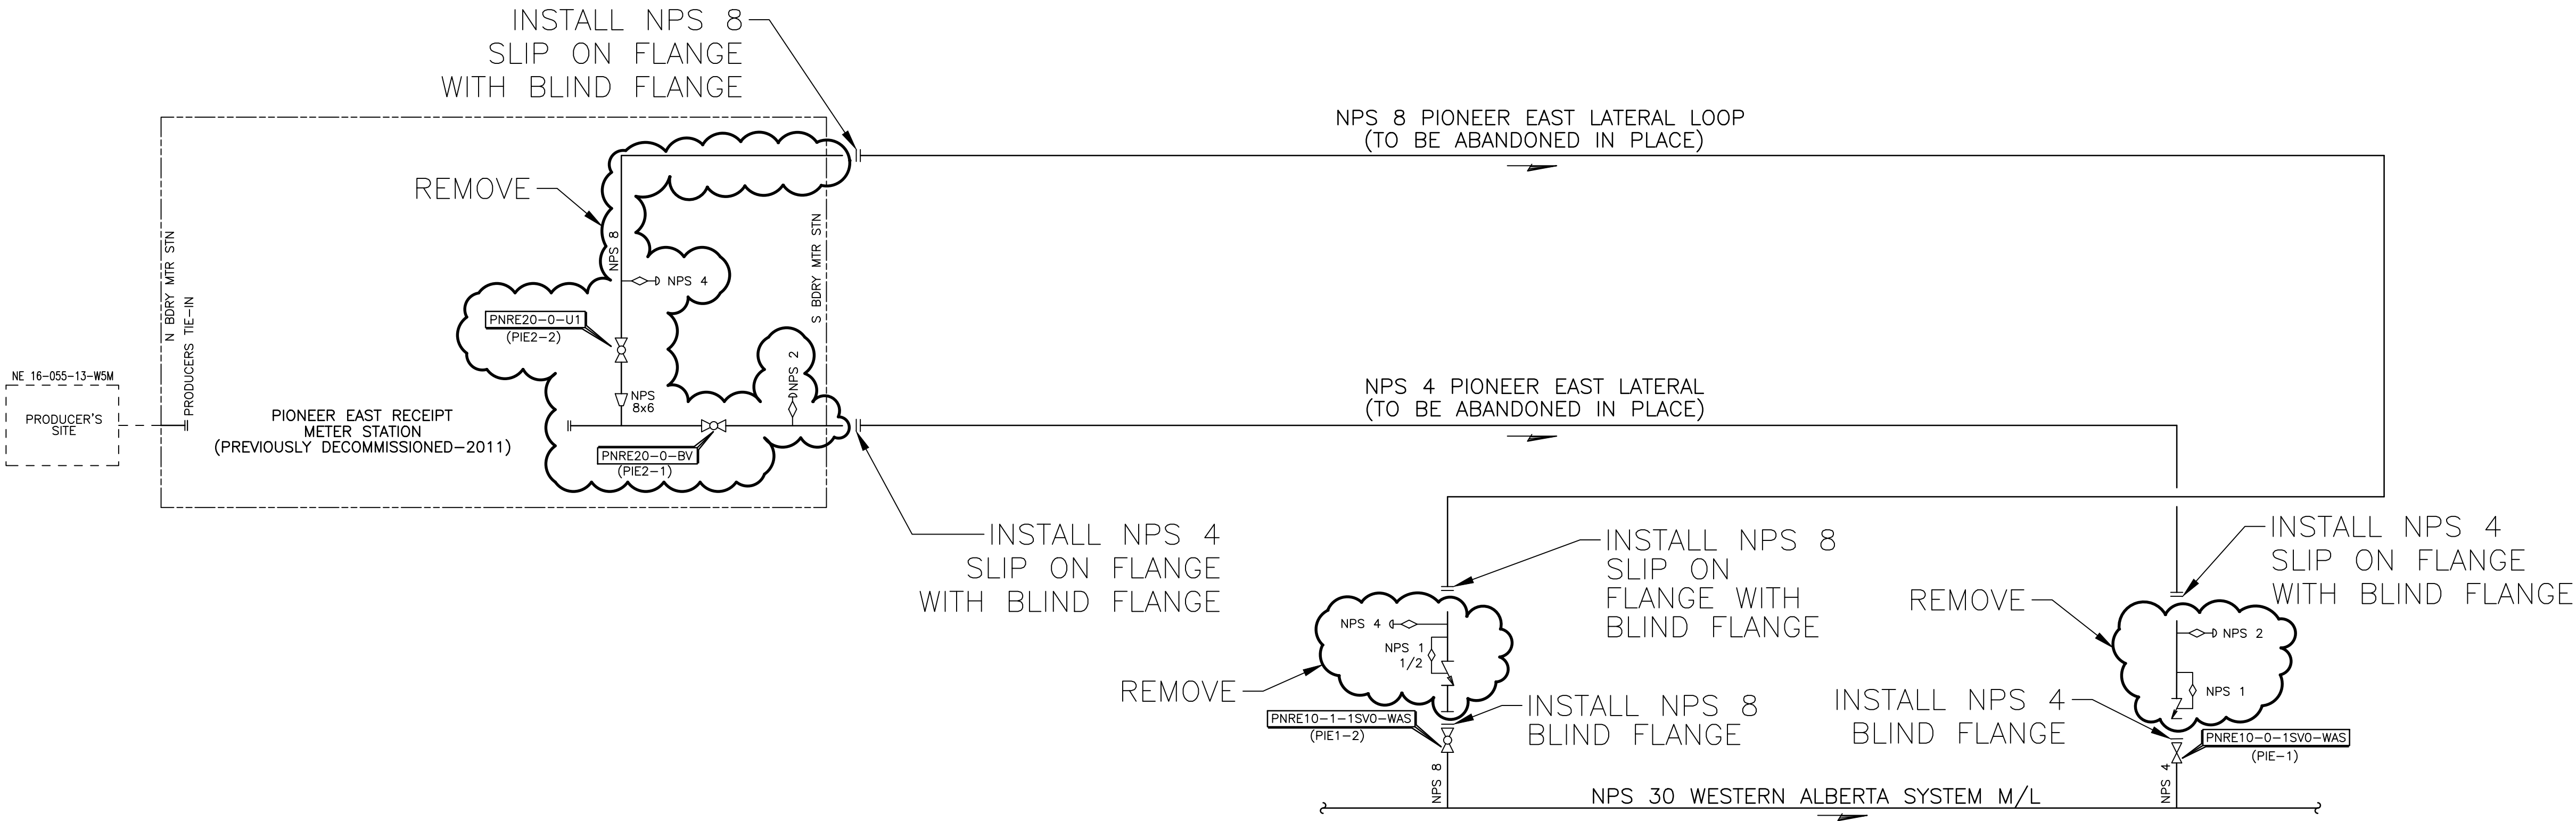 INSTALL NPS 8
SLIP ON FLANGE
WITH BLIND FLANGE
NPS 8 PIONEER EAST LATERAL LOOP
(TO BE ABANDONED IN PLACE)
REMOVE
N BDRY MTR STN
PRODUCERS TIE-IN
S BDRY MTR STN
NPS 8
NPS 4
PNRE20-0-U1
(PIE2-2)
NPS
8x6
NPS 2
NE 16-055-13-W5M
PRODUCER'S
SITE
PIONEER EAST RECEIPT
METER STATION
(PREVIOUSLY DECOMMISSIONED-2011)
PNRE20-0-BV
(PIE2-1)
NPS 4 PIONEER EAST LATERAL
(TO BE ABANDONED IN PLACE)
INSTALL NPS 4
SLIP ON FLANGE
WITH BLIND FLANGE
INSTALL NPS 8
SLIP ON
FLANGE WITH
BLIND FLANGE
INSTALL NPS 4
SLIP ON FLANGE
WITH BLIND FLANGE
REMOVE
NPS 4
NPS 1
1/2
REMOVE
NPS 2
NPS 1
PNRE10-1-1SV0-WAS
(PIE1-2)
INSTALL NPS 8
BLIND FLANGE
INSTALL NPS 4
BLIND FLANGE
PNRE10-0-1SV0-WAS
(PIE-1)
NPS 8
NPS 4
NPS 30 WESTERN ALBERTA SYSTEM M/L